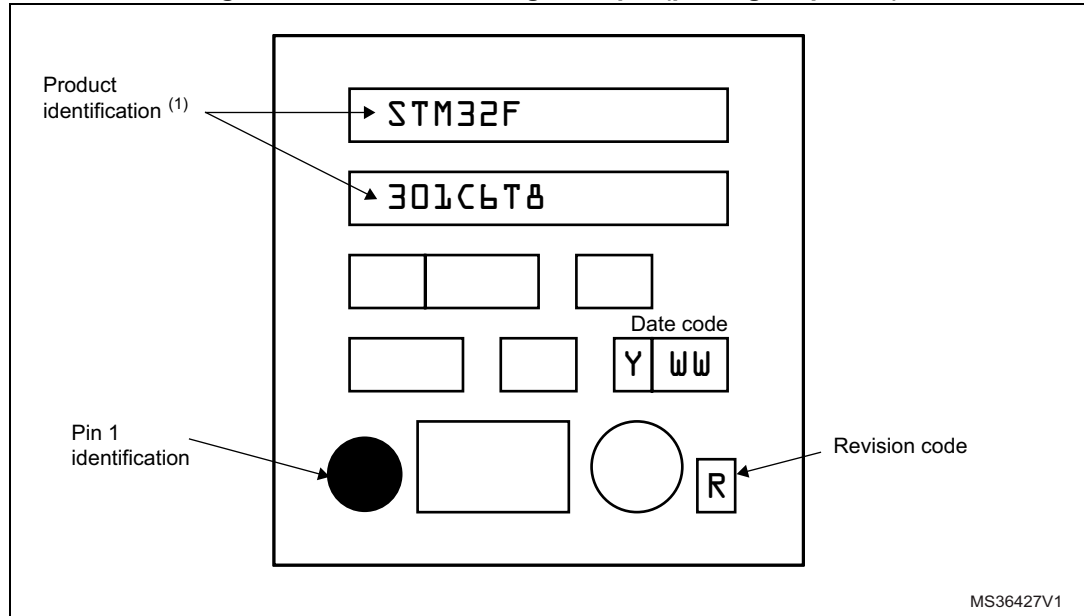 Product
identification (1)
STM32F
301C6T8
Date code
Y WW
Pin 1
identification
Revision code
R
MS36427V1